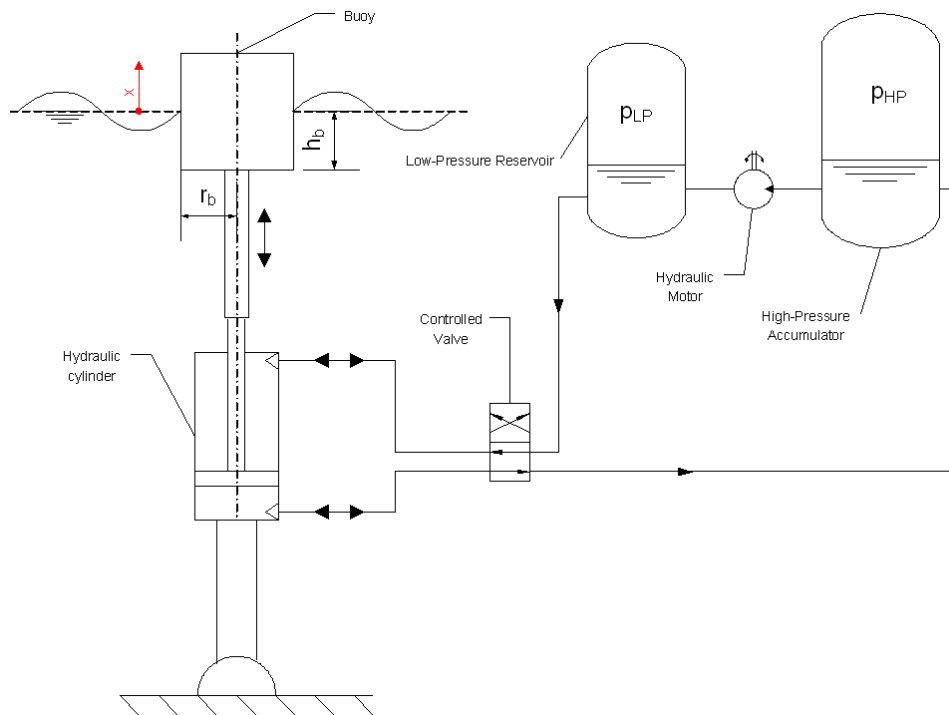 Buoy
x
h_b
r_b
p_LP
p_HP
Low-Pressure Reservoir
Hydraulic
Motor
High-Pressure
Accumulator
Controlled
Valve
Hydraulic
cylinder